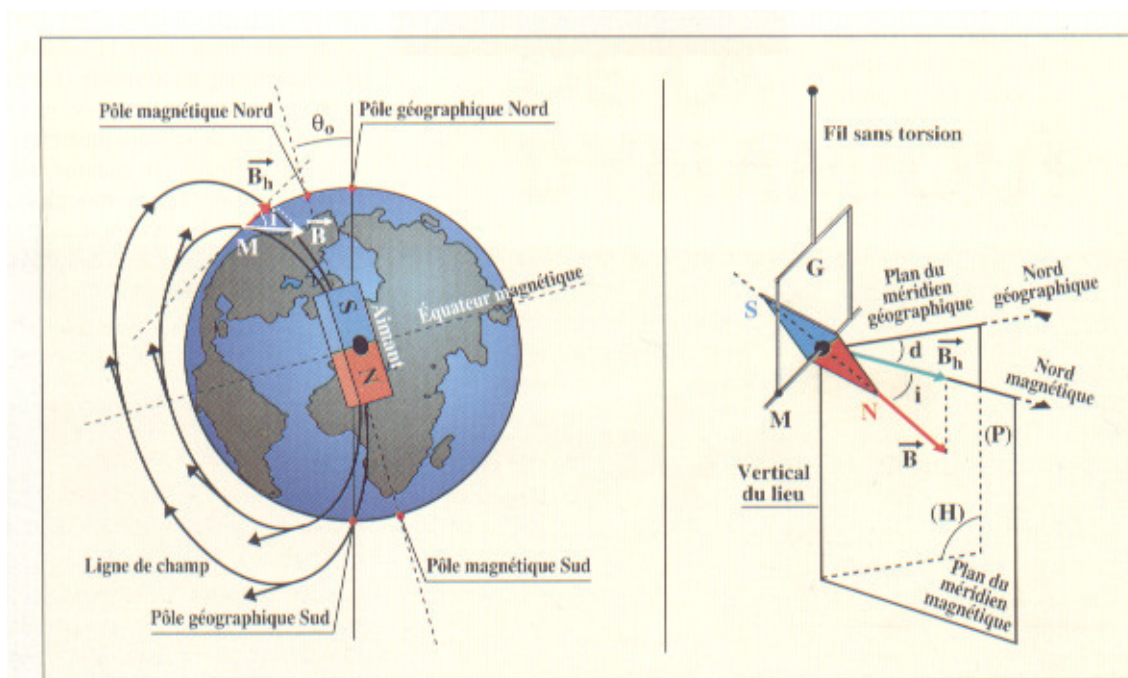 Pôle magnétique Nord
Pôle géographique Nord
θo
Bh
i
M
B
S
Aimant
N
Équateur magnétique
Ligne de champ
Pôle magnétique Sud
Pôle géographique Sud
Fil sans torsion
G
S
Plan du
méridien
géographique
Nord
géographique
d
Bh
i
Nord
magnétique
N
M
B
(P)
Vertical
du lieu
(H)
Plan du
méridien
magnétique